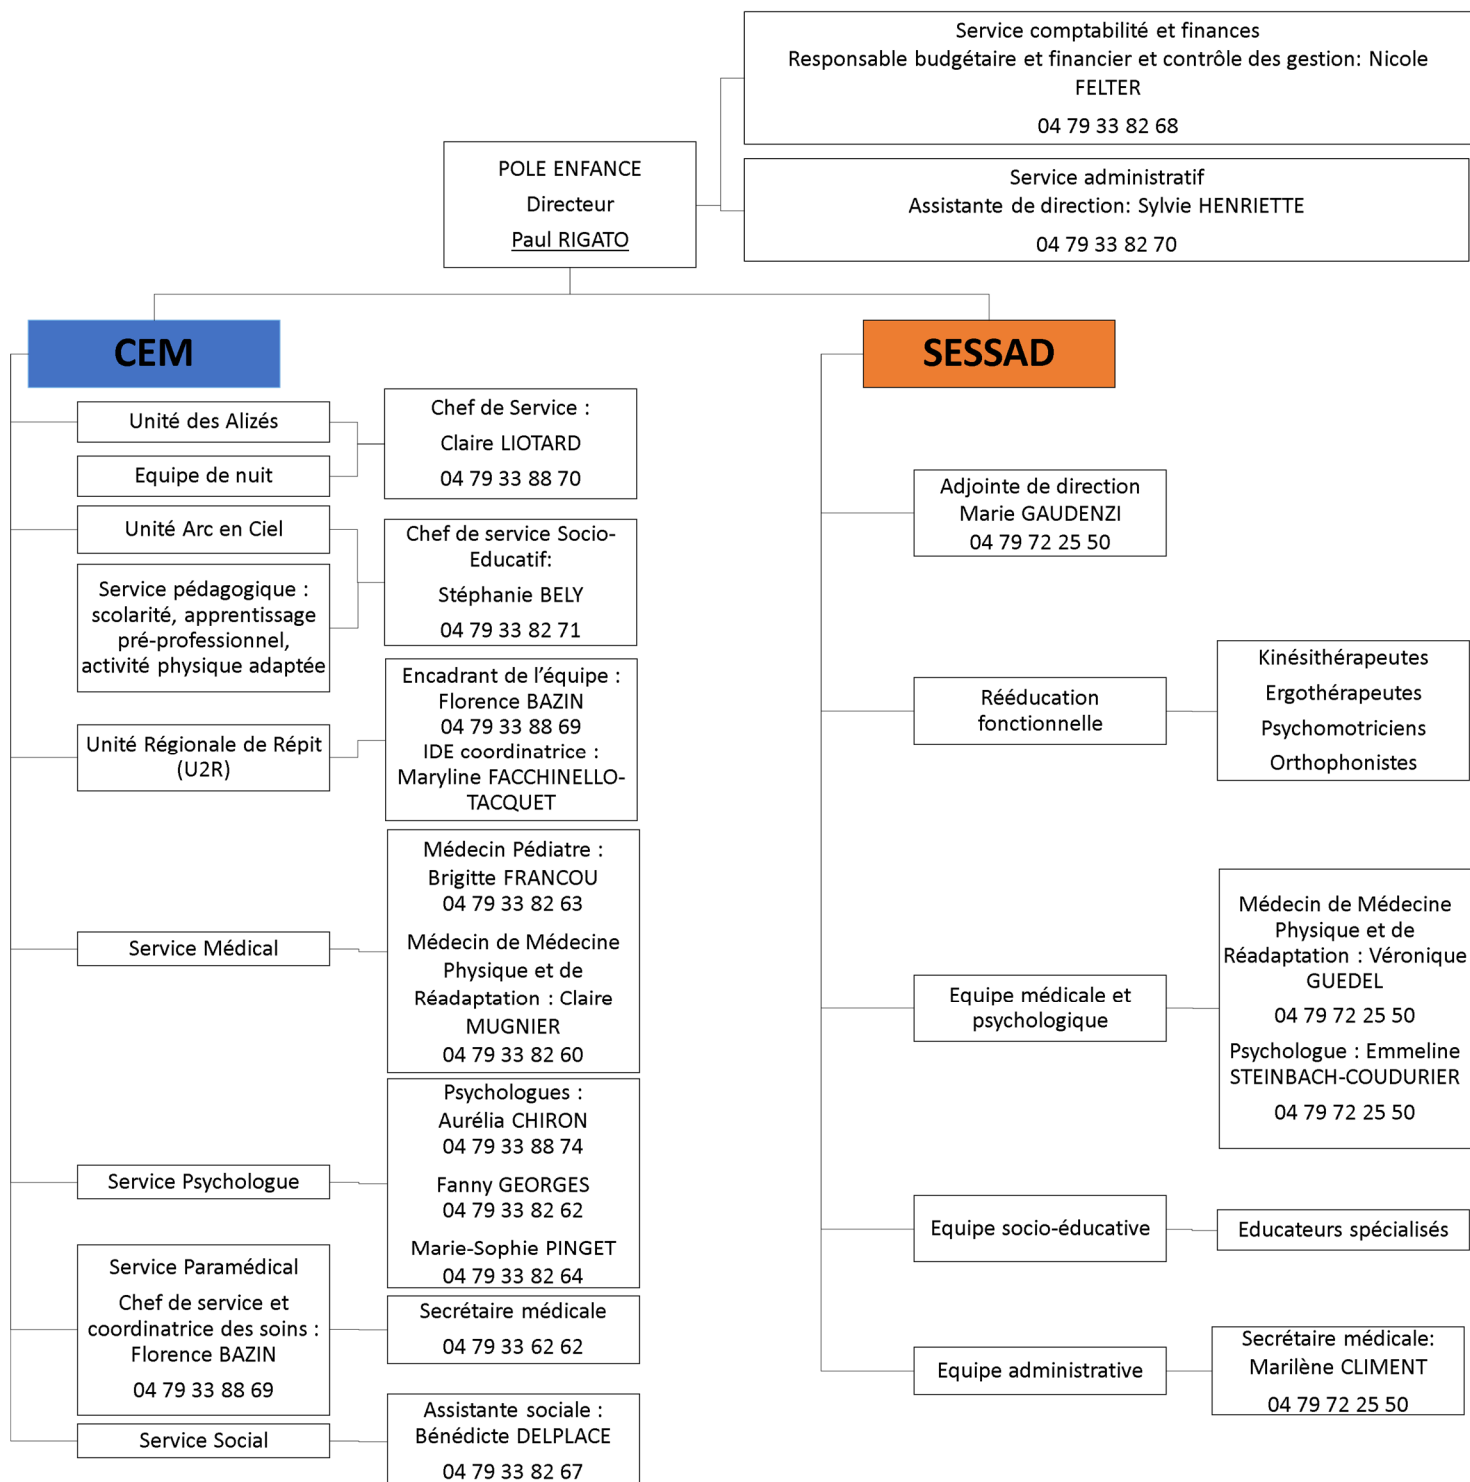 Service comptabilité et finances
Responsable budgétaire et financier et contrôle des gestion: Nicole
FELTER
04 79 33 82 68
POLE ENFANCE
Directeur
Paul RIGATO
Service administratif
Assistante de direction: Sylvie HENRIETTE
04 79 33 82 70
CEM
Unité des Alizés
Equipe de nuit
Chef de Service :
Claire LIOTARD
04 79 33 88 70
Unité Arc en Ciel
Service pédagogique :
scolarité, apprentissage
pré-professionnel,
activité physique adaptée
Chef de service Socio-
Educatif:
Stéphanie BELY
04 79 33 82 71
Unité Régionale de Répit
(U2R)
Encadrant de l'équipe :
Florence BAZIN
04 79 33 88 69
IDE coordinatrice :
Maryline FACCHINELLO-
TACQUET
Service Médical
Médecin Pédiatre :
Brigitte FRANCOU
04 79 33 82 63
Médecin de Médecine
Physique et de
Réadaptation : Claire
MUGNIER
04 79 33 82 60
Service Psychologue
Psychologues :
Aurélia CHIRON
04 79 33 88 74
Fanny GEORGES
04 79 33 82 62
Marie-Sophie PINGET
04 79 33 82 64
Service Paramédical
Chef de service et
coordinatrice des soins :
Florence BAZIN
04 79 33 88 69
Secrétaire médicale
04 79 33 62 62
Service Social
Assistante sociale :
Bénédicte DELPLACE
04 79 33 82 67
SESSAD
Adjointe de direction
Marie GAUDENZI
04 79 72 25 50
Rééducation
fonctionnelle
Kinésithérapeutes
Ergothérapeutes
Psychomotriciens
Orthophonistes
Equipe médicale et
psychologique
Médecin de Médecine
Physique et de
Réadaptation : Véronique
GUEDEL
04 79 72 25 50
Psychologue : Emmeline
STEINBACH-COUDURIER
04 79 72 25 50
Equipe socio-éducative
Educateurs spécialisés
Equipe administrative
Secrétaire médicale:
Marilène CLIMENT
04 79 72 25 50